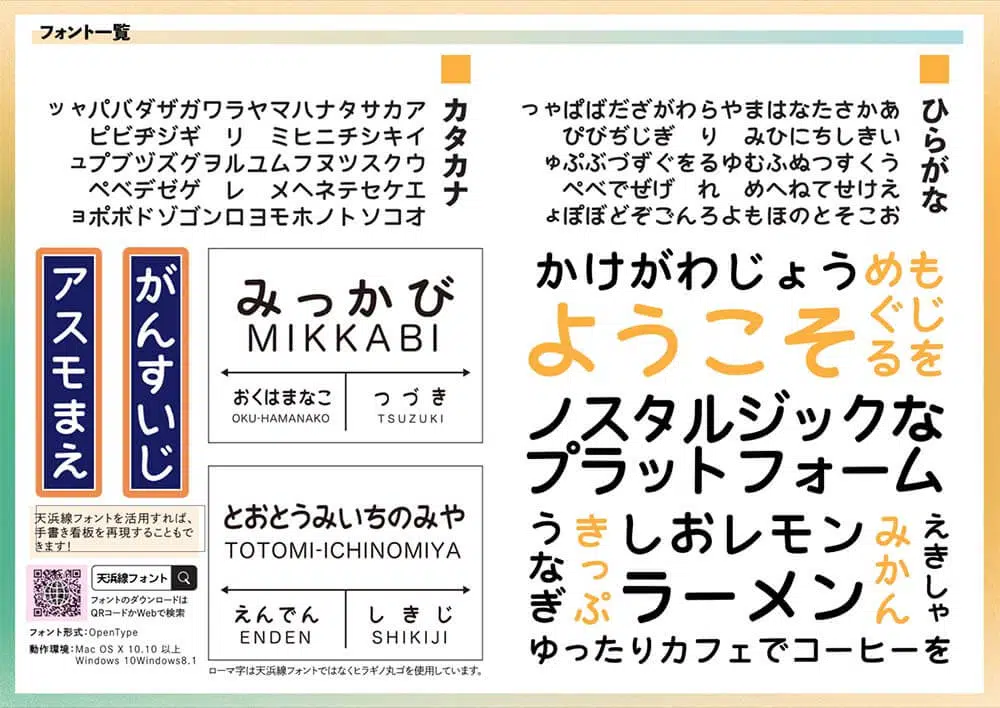 フォント一覧
ひらがな
あいうえお
かきくけこ
さしすせそ
たちつてと
なにぬねの
はひふへほ
まみむめも
やゆよ
らりるれろ
わをん
がぎぐげご
ざじずぜぞ
だぢづでど
ばびぶべぼ
ぱぴぷぺぽ
ゃゅょ
っ
カタカナ
アイウエオ
カキクケコ
サシスセソ
タチツテト
ナニヌネノ
ハヒフヘホ
マミムメモ
ヤユヨ
ラリルレロ
ワヲン
ガギグゲゴ
ザジズゼゾ
ダヂヅデド
バビブベボ
パピプペポ
ャュョ
ッ
もじを
めぐる
かけがわじょう
ようこそ
ノスタルジックな
プラットフォーム
えきしゃ
みかん
しおレモン
ラーメン
きっぷ
うなぎ
ゆったりカフェでコーヒーを
みっかび
MIKKABI
おくはまなこ
OKU-HAMANAKO
つづき
TSUZUKI
とおとうみいちのみや
TOTOMI-ICHINOMIYA
えんでん
ENDEN
しきじ
SHIKIJI
ローマ字は天浜線フォントではなくヒラギノ丸ゴを使用しています。
がんすいじ
アスモまえ
天浜線フォントを活用すれば、
手書き看板を再現することもで
きます!
天浜線フォント
フォントのダウンロードは
QRコードかWebで検索
フォント形式:OpenType
動作環境:Mac OS X 10.10 以上
Windows 10Windows8.1